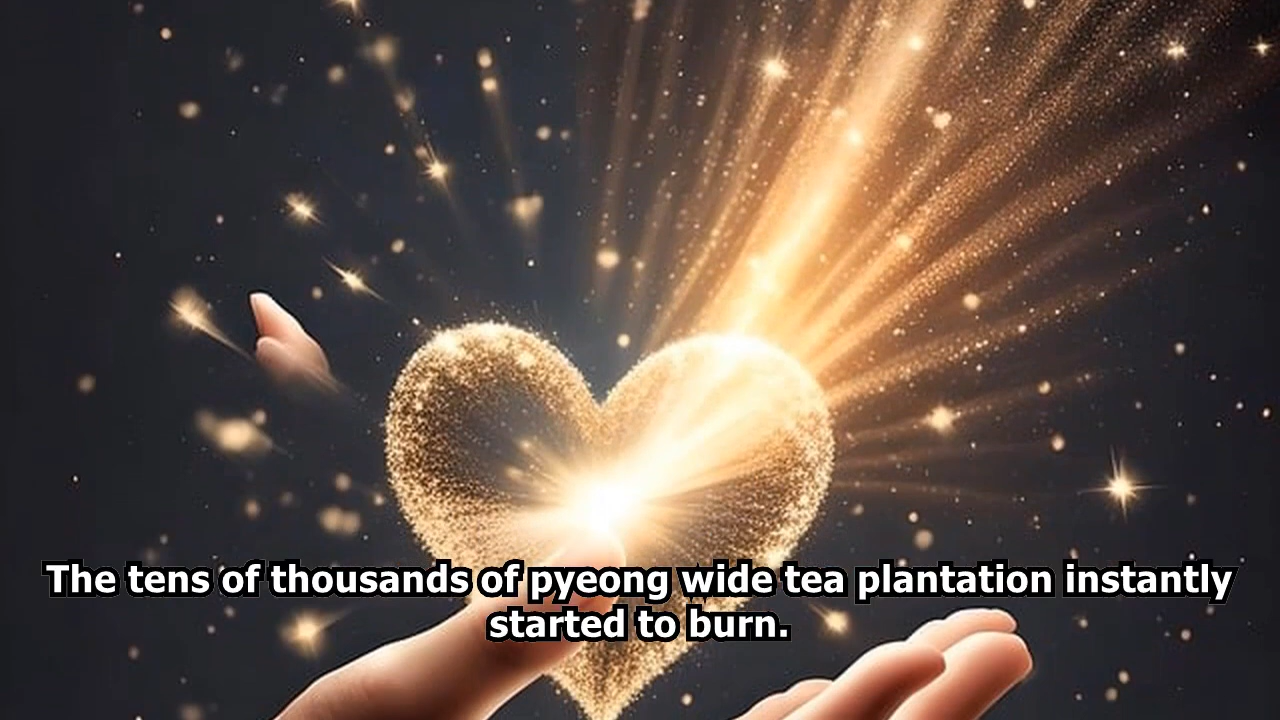 The tens of thousands of pyeong wide tea plantation instantly
started to burn.